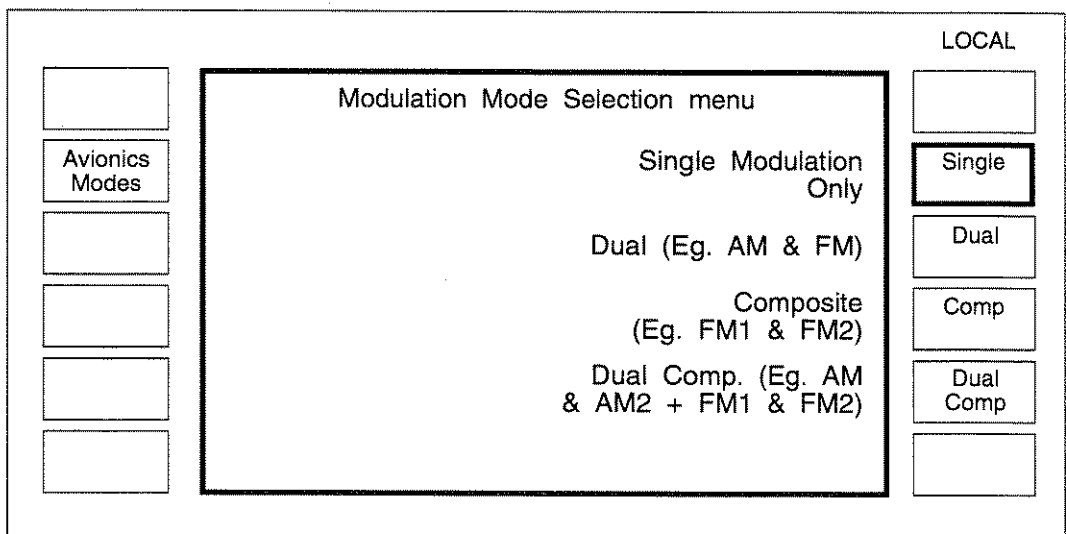 LOCAL
Modulation Mode Selection menu
Avionics
Modes
Single Modulation
Only
Single
Dual (Eg. AM & FM)
Dual
Composite
(Eg. FM1 & FM2)
Comp
Dual Comp. (Eg. AM
& AM2 + FM1 & FM2)
Dual
Comp